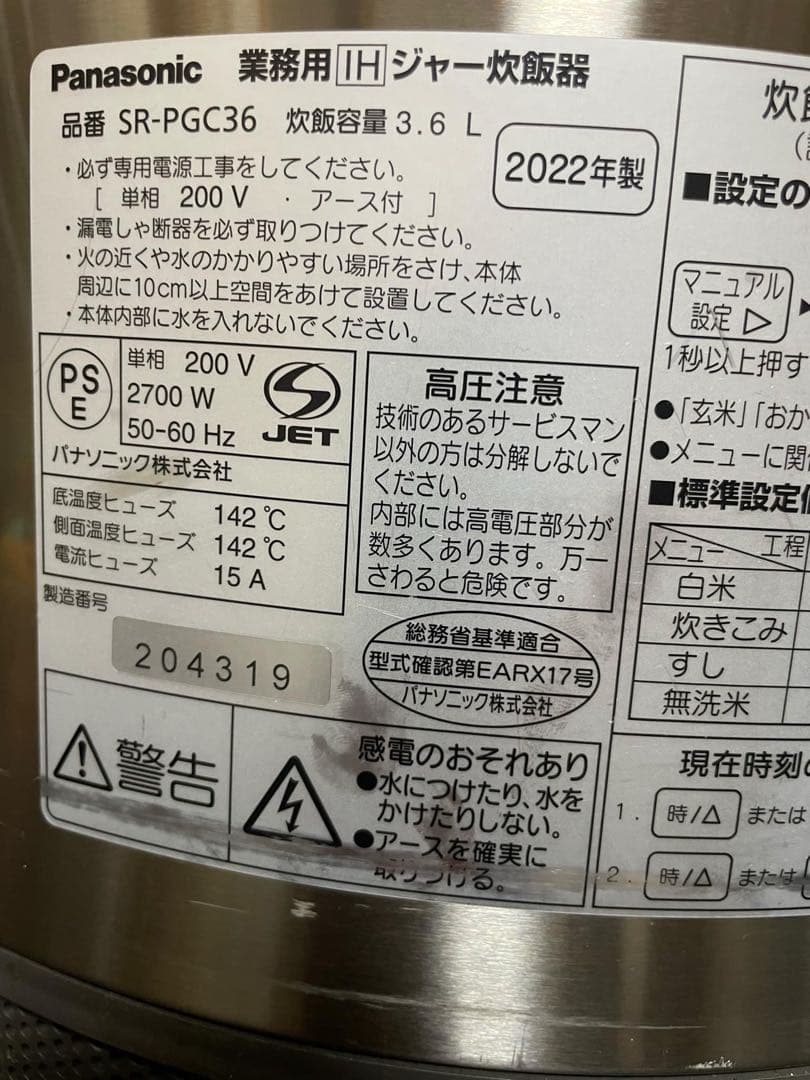 Panasonic 業務用 IH ジャー炊飯器
品番 SR-PGC36 炊飯容量 3.6 L
2022年製
・必ず専用電源工事をしてください。
[ 単相 200 V ・ アース付 ]
・漏電しゃ断器を必ず取りつけてください。
・火の近くや水のかかりやすい場所をさけ、本体
周辺に10cm以上空間をあけて設置してください。
・本体内部に水を入れないでください。
PS
E
単相 200 V
2700 W
50-60 Hz
JET
パナソニック株式会社
底温度ヒューズ 142 ℃
側面温度ヒューズ 142 ℃
電流ヒューズ 15 A
高圧注意
技術のあるサービスマン
以外の方は分解しないで
ください。
内部には高電圧部分が
数多くあります。万一
さわると危険です。
製造番号
204319
総務省基準適合
型式確認第EARX17号
パナソニック株式会社
警告
感電のおそれあり
●水につけたり、水を
かけたりしない。
●アースを確実に
取りつける。
炊
■設定の
マニュアル
設定 ▷
1秒以上押す
●「玄米」「おか
●メニューに関
■標準設定値
メニュー 工程
白米
炊きこみ
すし
無洗米
現在時刻の
1. 時/△ または
2. 時/△ または